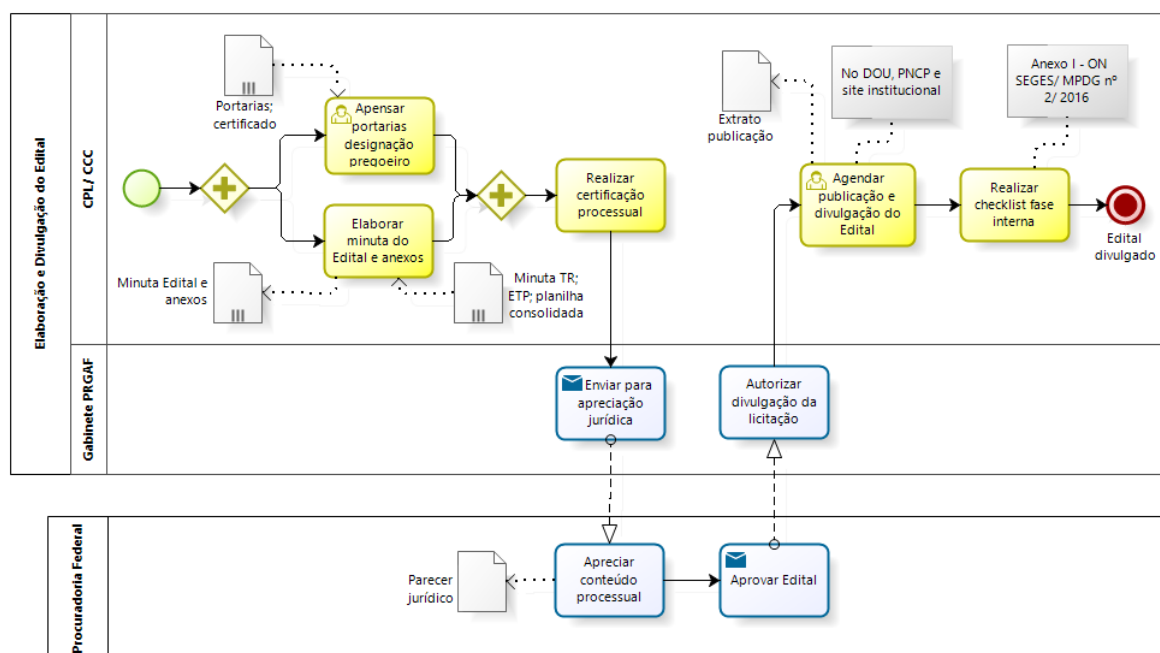 Elaboração e Divulgação do Edital
CPL/ CCC
Portarias;
certificado
Apensar
portarias
designação
pregoeiro
Elaborar
minuta do
Edital e anexos
Minuta Edital e
anexos
Minuta TR;
ETP; planilha
consolidada
Realizar
certificação
processual
Extrato
publicação
No DOU, PNCP e
site institucional
Anexo I - ON
SEGES/ MPDG nº
2/ 2016
Agendar
publicação e
divulgação do
Edital
Realizar
checklist fase
interna
Edital
divulgado
Gabinete PRGAF
Enviar para
apreciação
jurídica
Autorizar
divulgação da
licitação
Procuradoria Federal
Parecer
jurídico
Apreciar
conteúdo
processual
Aprovar Edital